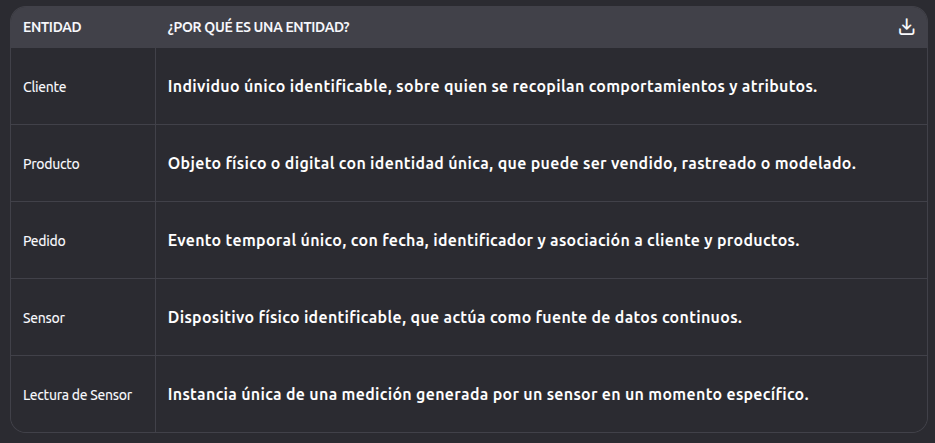 ENTIDAD ¿POR QUÉ ES UNA ENTIDAD?
Cliente Individuo único identificable, sobre quien se recopilan comportamientos y atributos.
Producto Objeto físico o digital con identidad única, que puede ser vendido, rastreado o modelado.
Pedido Evento temporal único, con fecha, identificador y asociación a cliente y productos.
Sensor Dispositivo físico identificable, que actúa como fuente de datos continuos.
Lectura de Sensor Instancia única de una medición generada por un sensor en un momento específico.